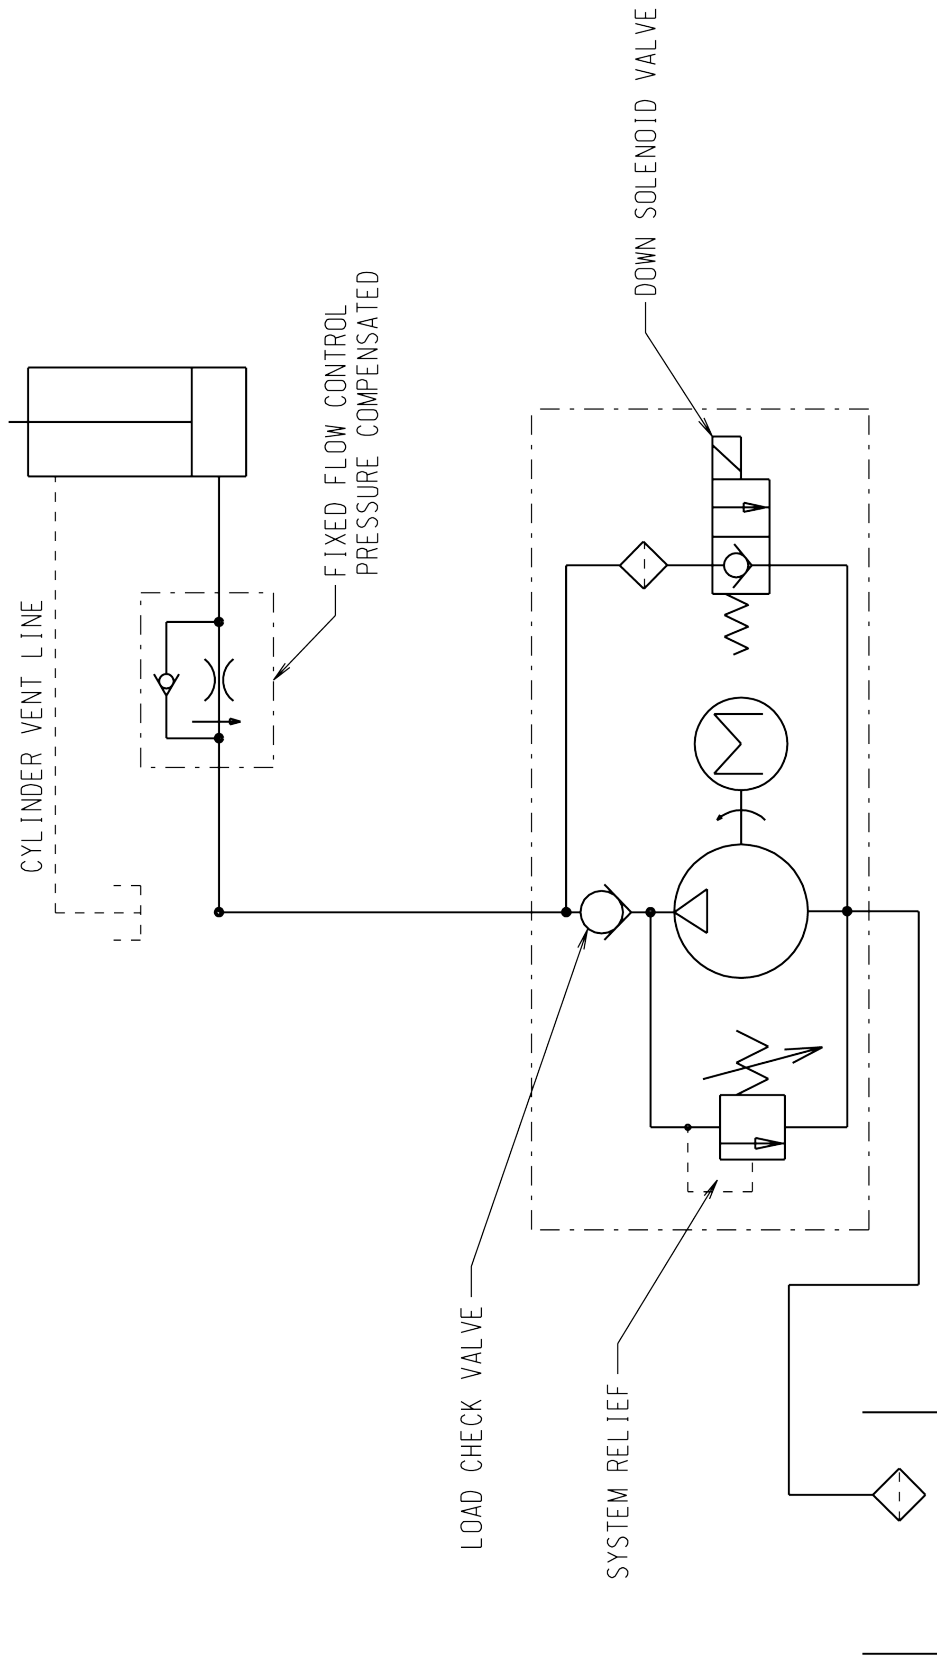 CYLINDER VENT LINE
FIXED FLOW CONTROL
PRESSURE COMPENSATED
LOAD CHECK VALVE
SYSTEM RELIEF
DOWN SOLENOID VALVE
M